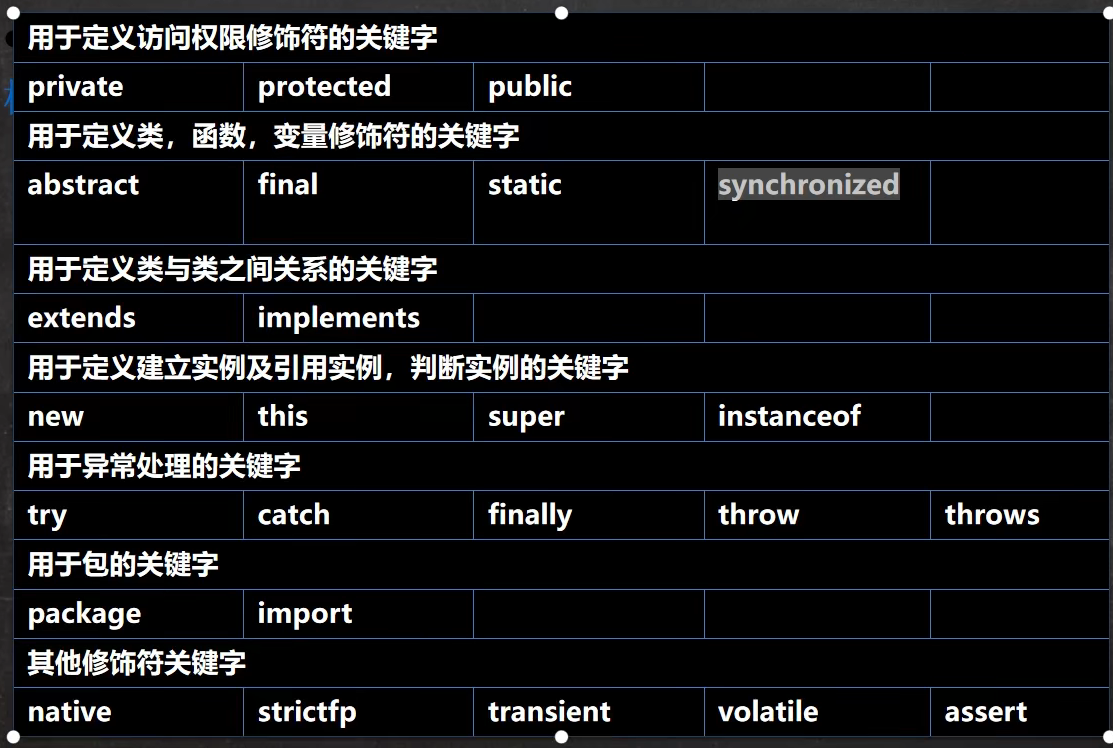 用于定义访问权限修饰符的关键字
private protected public
用于定义类，函数，变量修饰符的关键字
abstract final static synchronized
用于定义类与类之间关系的关键字
extends implements
用于定义建立实例及引用实例，判断实例的关键字
new this super instanceof
用于异常处理的关键字
try catch finally throw throws
用于包的关键字
package import
其他修饰符关键字
native strictfp transient volatile assert